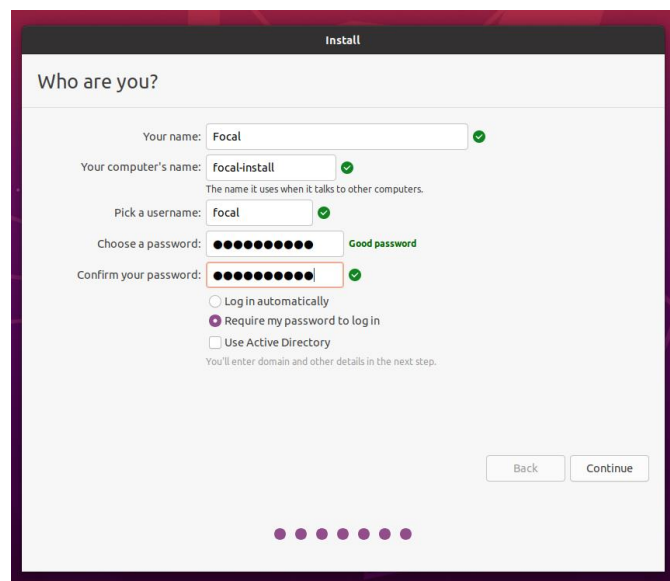 Install
Who are you?
Your name: Focal
Your computer's name: focal-install
The name it uses when it talks to other computers.
Pick a username: focal
Choose a password: ●●●●●●●●●● Good password
Confirm your password: ●●●●●●●●●●
Log in automatically
Require my password to log in
Use Active Directory
You'll enter domain and other details in the next step.
Back Continue